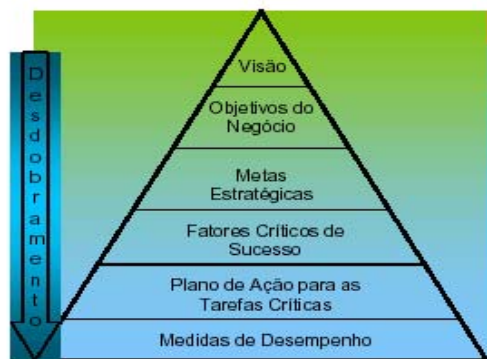 Desdobramento
Visão
Objetivos do
Negócio
Metas
Estratégicas
Fatores Críticos de
Sucesso
Plano de Ação para as
Tarefas Críticas
Medidas de Desempenho